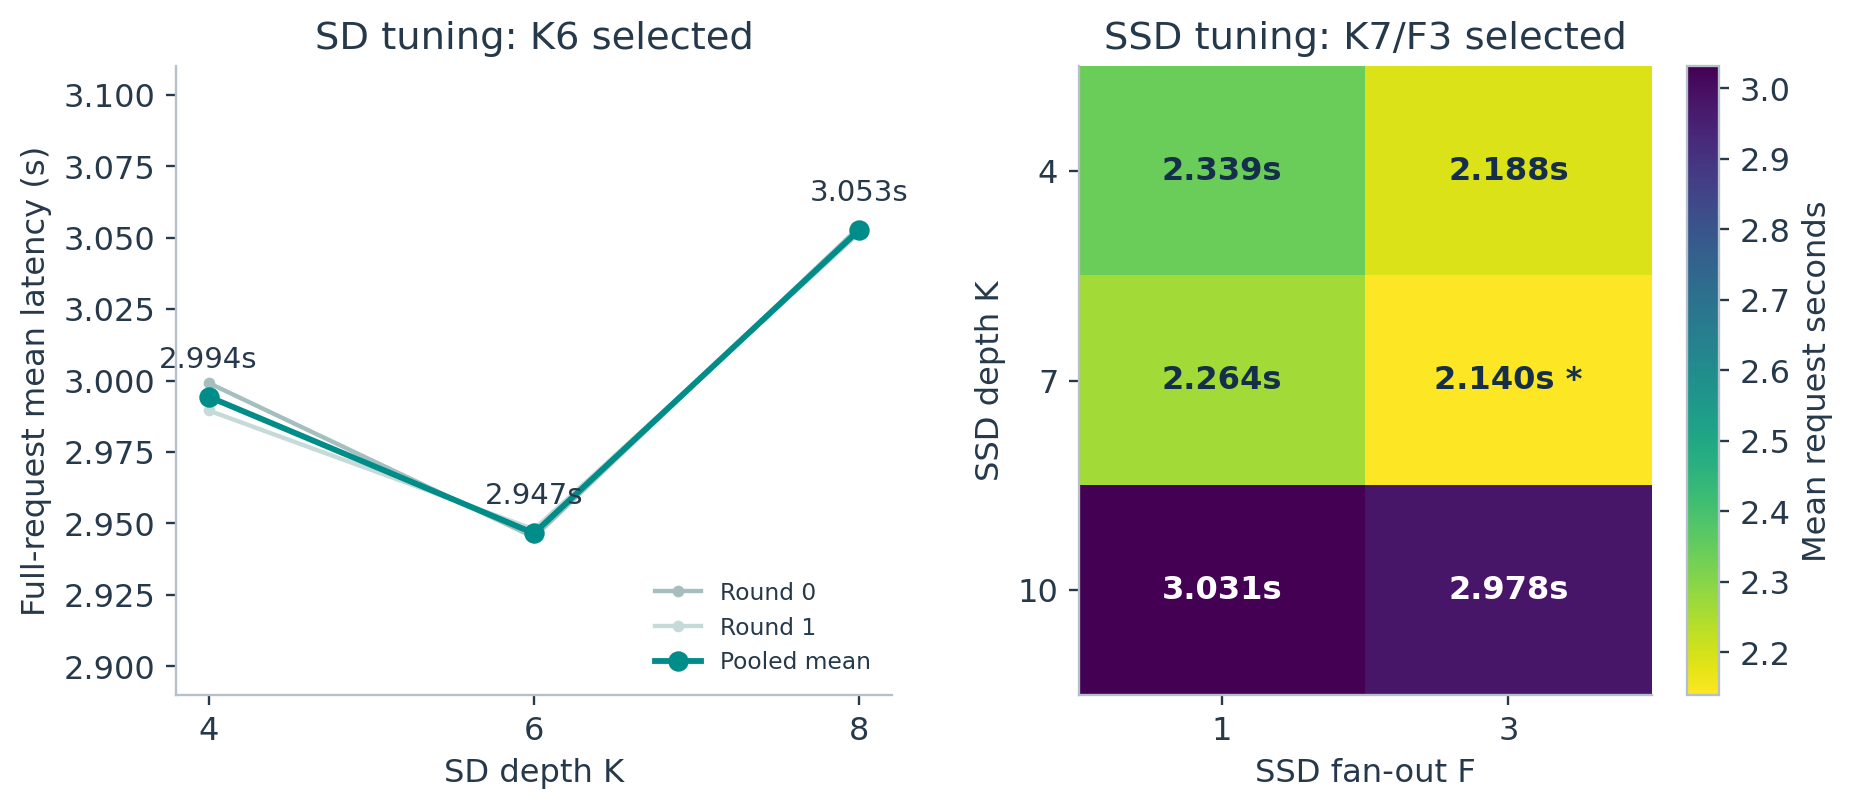 SD tuning: K6 selected
Full-request mean latency (s)
3.100
3.075
3.050
3.025
3.000
2.975
2.950
2.925
2.900
2.994s
2.947s
3.053s
Round 0
Round 1
Pooled mean
4 6 8
SD depth K
SSD tuning: K7/F3 selected
SSD depth K
4
7
10
2.339s 2.188s
2.264s 2.140s *
3.031s 2.978s
1 3
SSD fan-out F
3.0
2.9
2.8
2.7
2.6
2.5
2.4
2.3
2.2
Mean request seconds